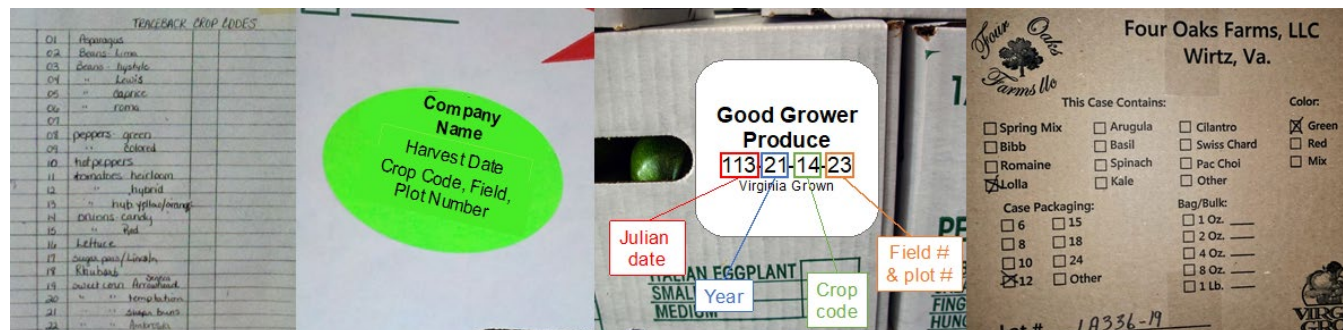 TRACEBACK CROP CODES
01 Asparagus
02 Beans - Lima
03 Beans - hystyle
04 " Lewis
05 " caprice
06 " roma
07
08 peppers - green
09 " colored
10 hot peppers
11 tomatoes heirloom
12 " hybrid
13 " hyb yellow/orange
14 onions candy
15 " Red
16 Lettuce
17 sugar peas/Lincoln
18 Rhubarb
19 sweet corn Arrowhead
20 " " temptation
21 " "
22 " " Ambrosia
Company
Name
Harvest Date
Crop Code, Field,
Plot Number
Good Grower
Produce
113-21-14-23
Virginia Grown
Julian
date
Year
Crop
code
Field #
& plot #
ITALIAN EGGPLANT
SMAL
MEDIUM
Four Oaks
Farms llc
Four Oaks Farms, LLC
Wirtz, Va.
This Case Contains:
Color:
Spring Mix Arugula Cilantro Green
Bibb Basil Swiss Chard Red
Romaine Spinach Pac Choi Mix
Lolla Kale Other
Case Packaging:
Bag/Bulk:
6 15 1 Oz.
8 18 2 Oz.
10 24 4 Oz.
12 Other 8 Oz.
1 Lb.
Lot # 1A336-19